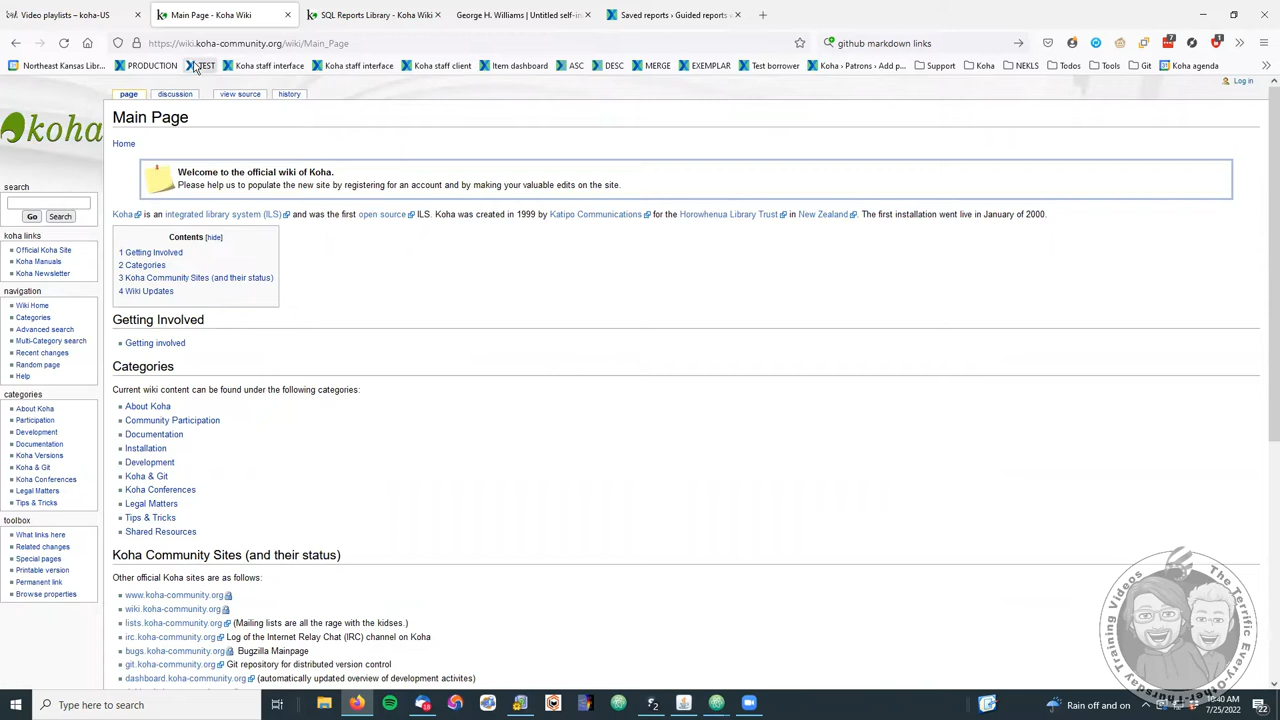 Video playlists – koha-US
Main Page - Koha Wiki
SQL Reports Library - Koha Wiki
George H. Williams | Untitled self-in
Saved reports › Guided reports ›
https://wiki.koha-community.org/wiki/Main_Page
github markdown links
Northeast Kansas Libr...
PRODUCTION
TEST
Koha staff interface
Koha staff interface
Koha staff client
Item dashboard
ASC
DESC
MERGE
EXEMPLAR
Test borrower
Koha › Patrons › Add p...
Support
Koha
NEKLS
Todos
Tools
Git
Koha agenda
Log in
page
discussion
view source
history
koha
Main Page
Home
Welcome to the official wiki of Koha.
Please help us to populate the new site by registering for an account and by making your valuable edits on the site.
Koha is an integrated library system (ILS) and was the first open source ILS. Koha was created in 1999 by Katipo Communications for the Horowhenua Library Trust in New Zealand. The first installation went live in January of 2000.
Contents [hide]
1 Getting Involved
2 Categories
3 Koha Community Sites (and their status)
4 Wiki Updates
Getting Involved
Getting involved
Categories
Current wiki content can be found under the following categories:
About Koha
Community Participation
Documentation
Installation
Development
Koha & Git
Koha Conferences
Legal Matters
Tips & Tricks
Shared Resources
Koha Community Sites (and their status)
Other official Koha sites are as follows:
www.koha-community.org
wiki.koha-community.org
lists.koha-community.org (Mailing lists are all the rage with the kidses.)
irc.koha-community.org Log of the Internet Relay Chat (IRC) channel on Koha
bugs.koha-community.org Bugzilla Mainpage
git.koha-community.org Git repository for distributed version control
dashboard.koha-community.org (automatically updated overview of development activites)
search
Go
Search
koha links
Official Koha Site
Koha Manuals
Koha Newsletter
navigation
Wiki Home
Categories
Advanced search
Multi-Category search
Recent changes
Random page
Help
categories
About Koha
Participation
Development
Documentation
Koha Versions
Koha & Git
Koha Conferences
Legal Matters
Tips & Tricks
toolbox
What links here
Related changes
Special pages
Printable version
Permanent link
Browse properties
The Terrific Every-Other-Thursday Training Videos
Type here to search
Rain off and on
10:40 AM
7/25/2022
22